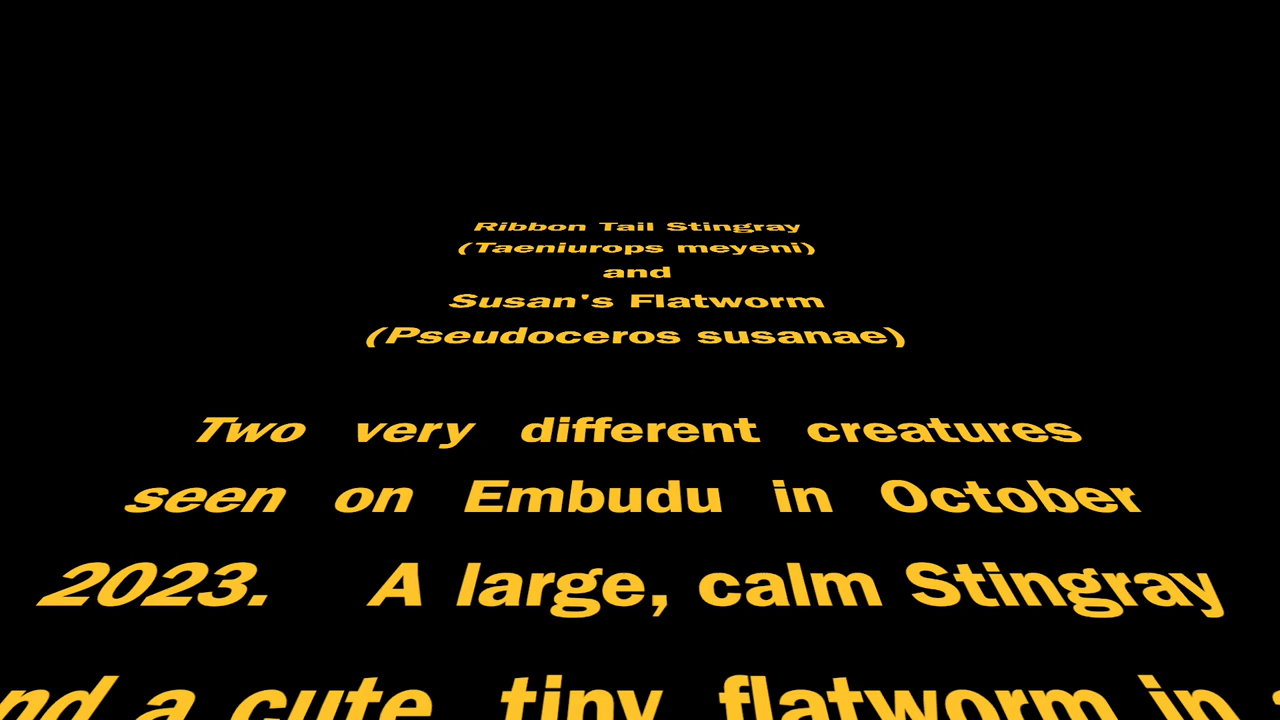 Ribbon Tail Stingray
(Taeniurops meyeni)
and
Susan's Flatworm
(Pseudoceros susanae)
Two very different creatures
seen on Embudu in October
2023. A large, calm Stingray
a cute, tiny flatworm in